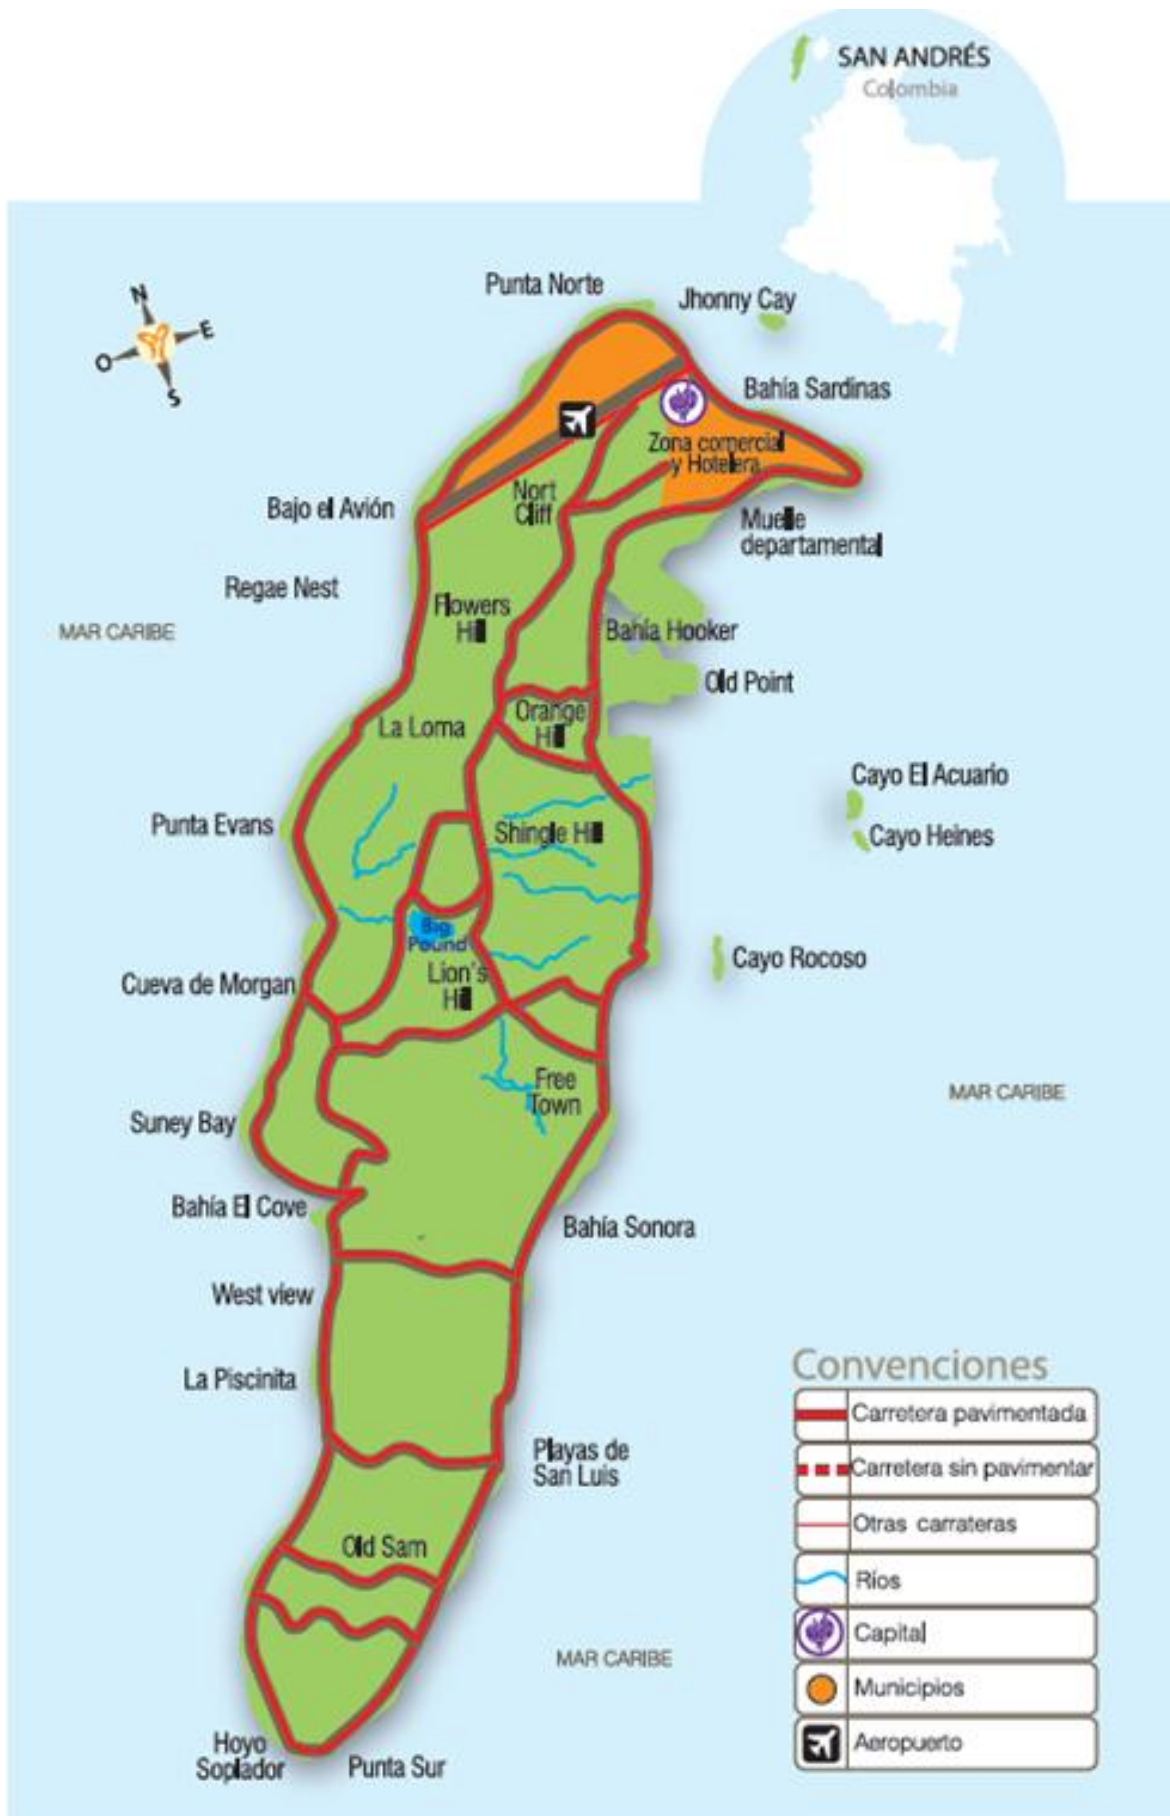 SAN ANDRÉS
Colombia
N
E
O
S
Punta Norte
Jhonny Cay
Bahía Sardinas
Zona comercial
y Hotelera
Nort
Cliff
Bajo el Avión
Muelle
departamental
Regae Nest
Flowers
Hill
MAR CARIBE
Bahía Hooker
Old Point
Orange
Hill
La Loma
Cayo El Acuario
Punta Evans
Shingle Hill
Cayo Heines
Big
Pound
Cayo Rocoso
Lion's
Hill
Cueva de Morgan
Free
Town
MAR CARIBE
Suney Bay
Bahía El Cove
Bahía Sonora
West view
La Piscinita
Playas de
San Luis
Old Sam
MAR CARIBE
Hoyo
Soplador
Punta Sur
Convenciones
Carretera pavimentada
Carretera sin pavimentar
Otras carrateras
Ríos
Capital
Municipios
Aeropuerto